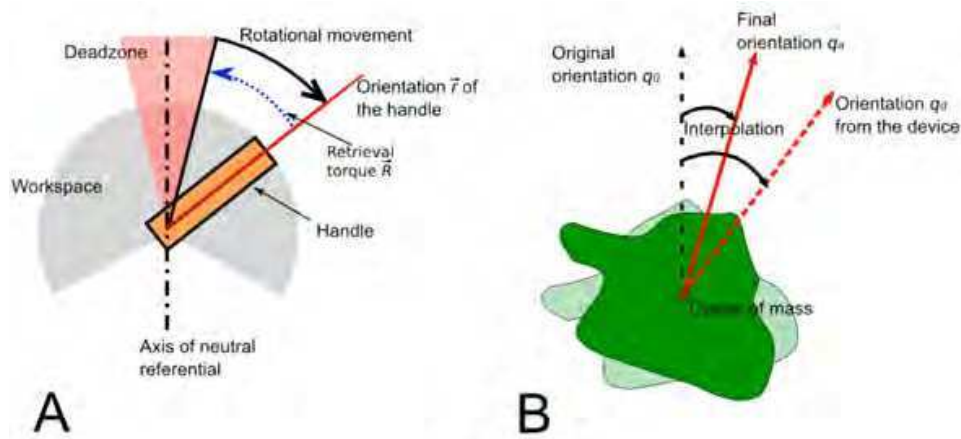 Deadzone
Rotational movement
Orientation r⃗ of
the handle
Retrieval
torque R⃗
Workspace
Handle
Axis of neutral
referential
A
Final
orientation qₐ
Original
orientation q₀
Interpolation
Orientation q_d
from the device
Center of mass
B